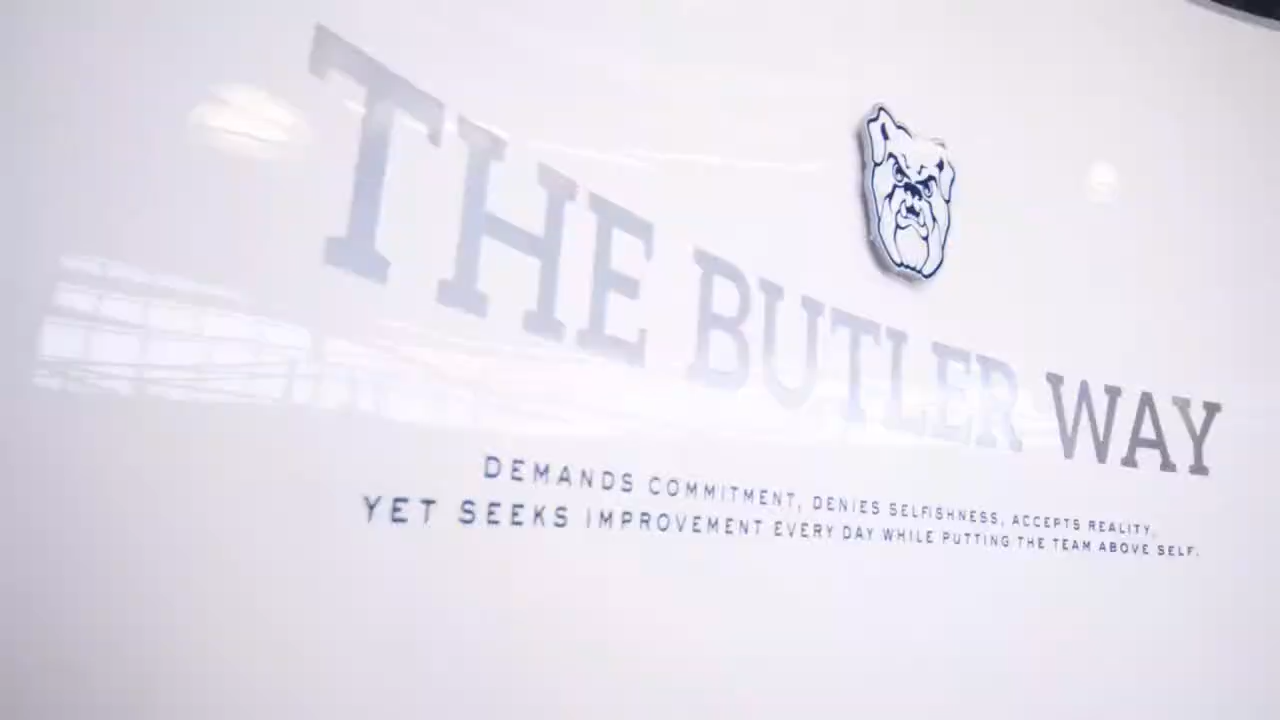 THE BUTLER WAY
DEMANDS COMMITMENT, DENIES SELFISHNESS, ACCEPTS REALITY,
YET SEEKS IMPROVEMENT EVERY DAY WHILE PUTTING THE TEAM ABOVE SELF.